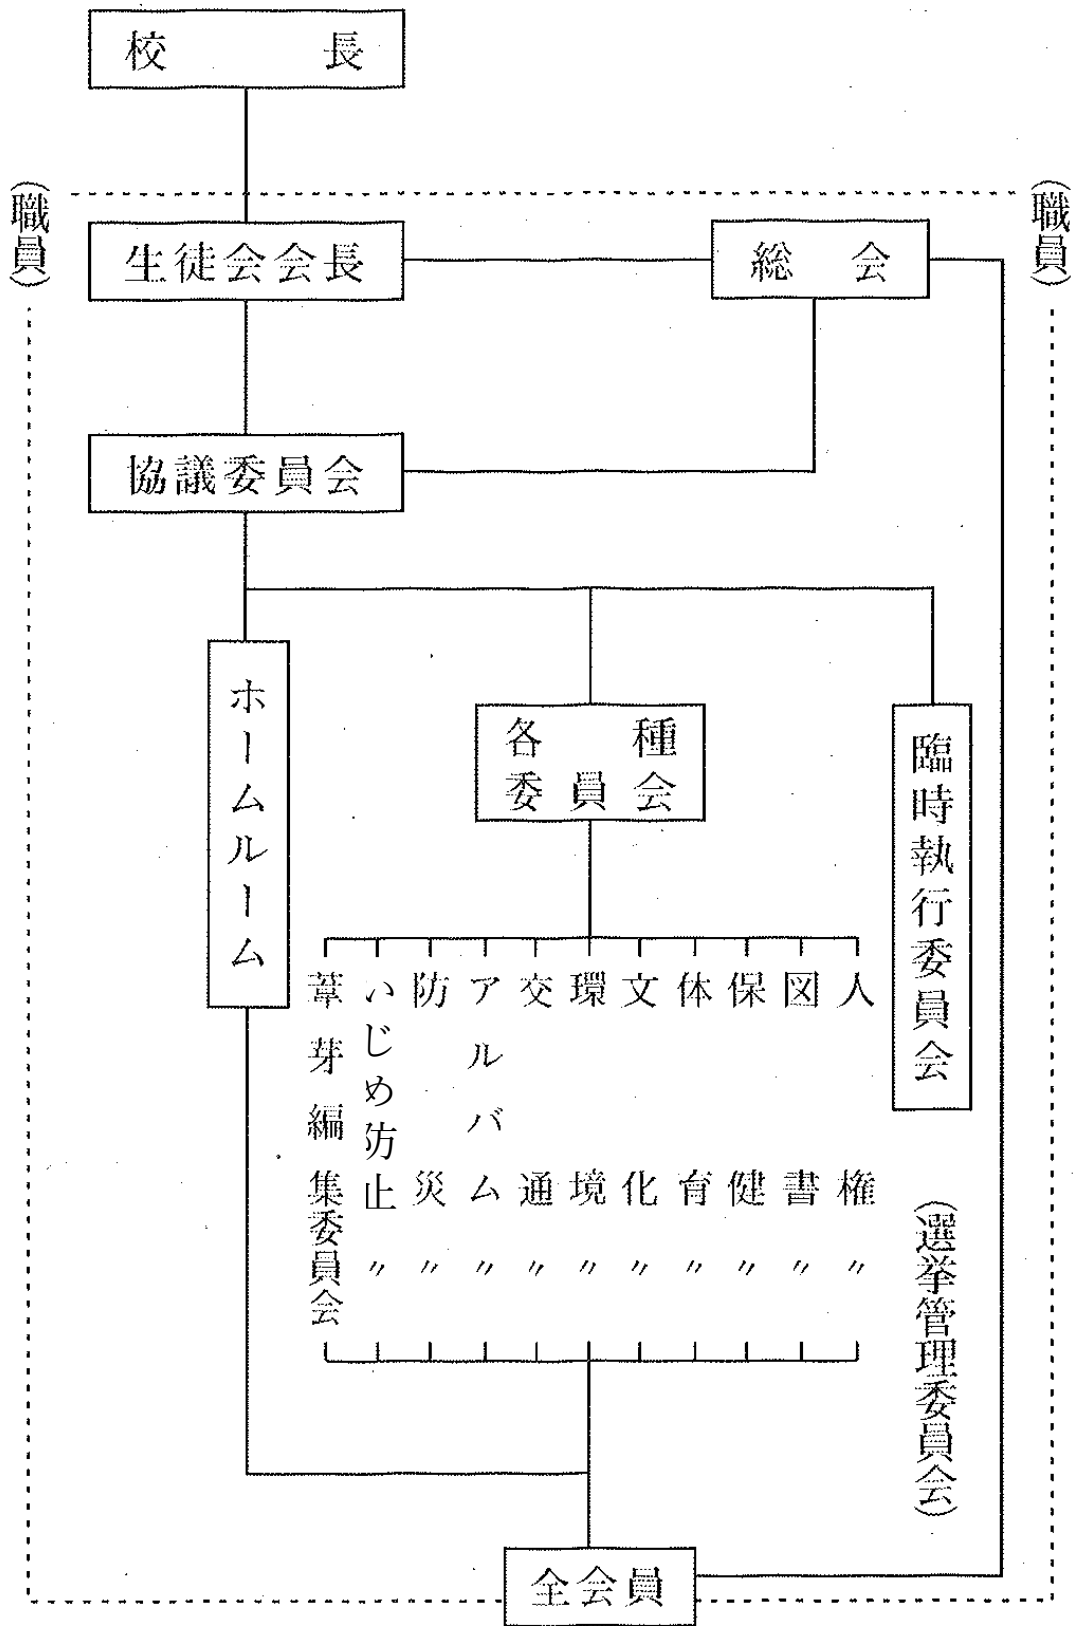 校長
(職員)
(職員)
生徒会会長
総会
協議委員会
ホームルーム
各種
委員会
臨時執行委員会
(選挙管理委員会)
人権〃
図書〃
保健〃
体育〃
文化〃
環境〃
交通〃
アルバム〃
防災〃
いじめ防止〃
葦芽編集委員会
全会員